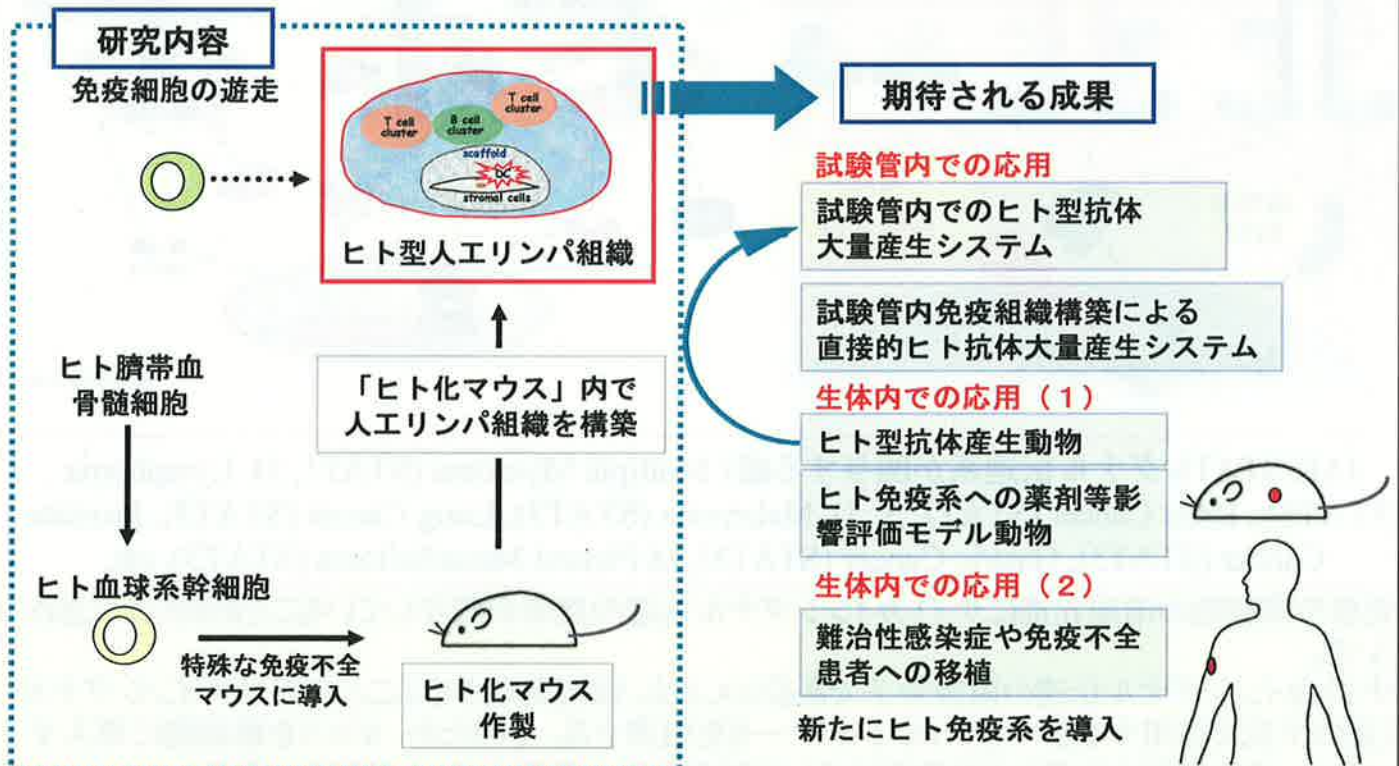 研究内容
免疫細胞の遊走
T cell
cluster
B cell
cluster
T cell
cluster
scaffold
DC
stromal cells
ヒト型人工リンパ組織
「ヒト化マウス」内で
人工リンパ組織を構築
ヒト臍帯血
骨髄細胞
ヒト血球系幹細胞
特殊な免疫不全
マウスに導入
ヒト化マウス
作製
期待される成果
試験管内での応用
試験管内でのヒト型抗体
大量産生システム
試験管内免疫組織構築による
直接的ヒト抗体大量産生システム
生体内での応用（1）
ヒト型抗体産生動物
ヒト免疫系への薬剤等影
響評価モデル動物
生体内での応用（2）
難治性感染症や免疫不全
患者への移植
新たにヒト免疫系を導入